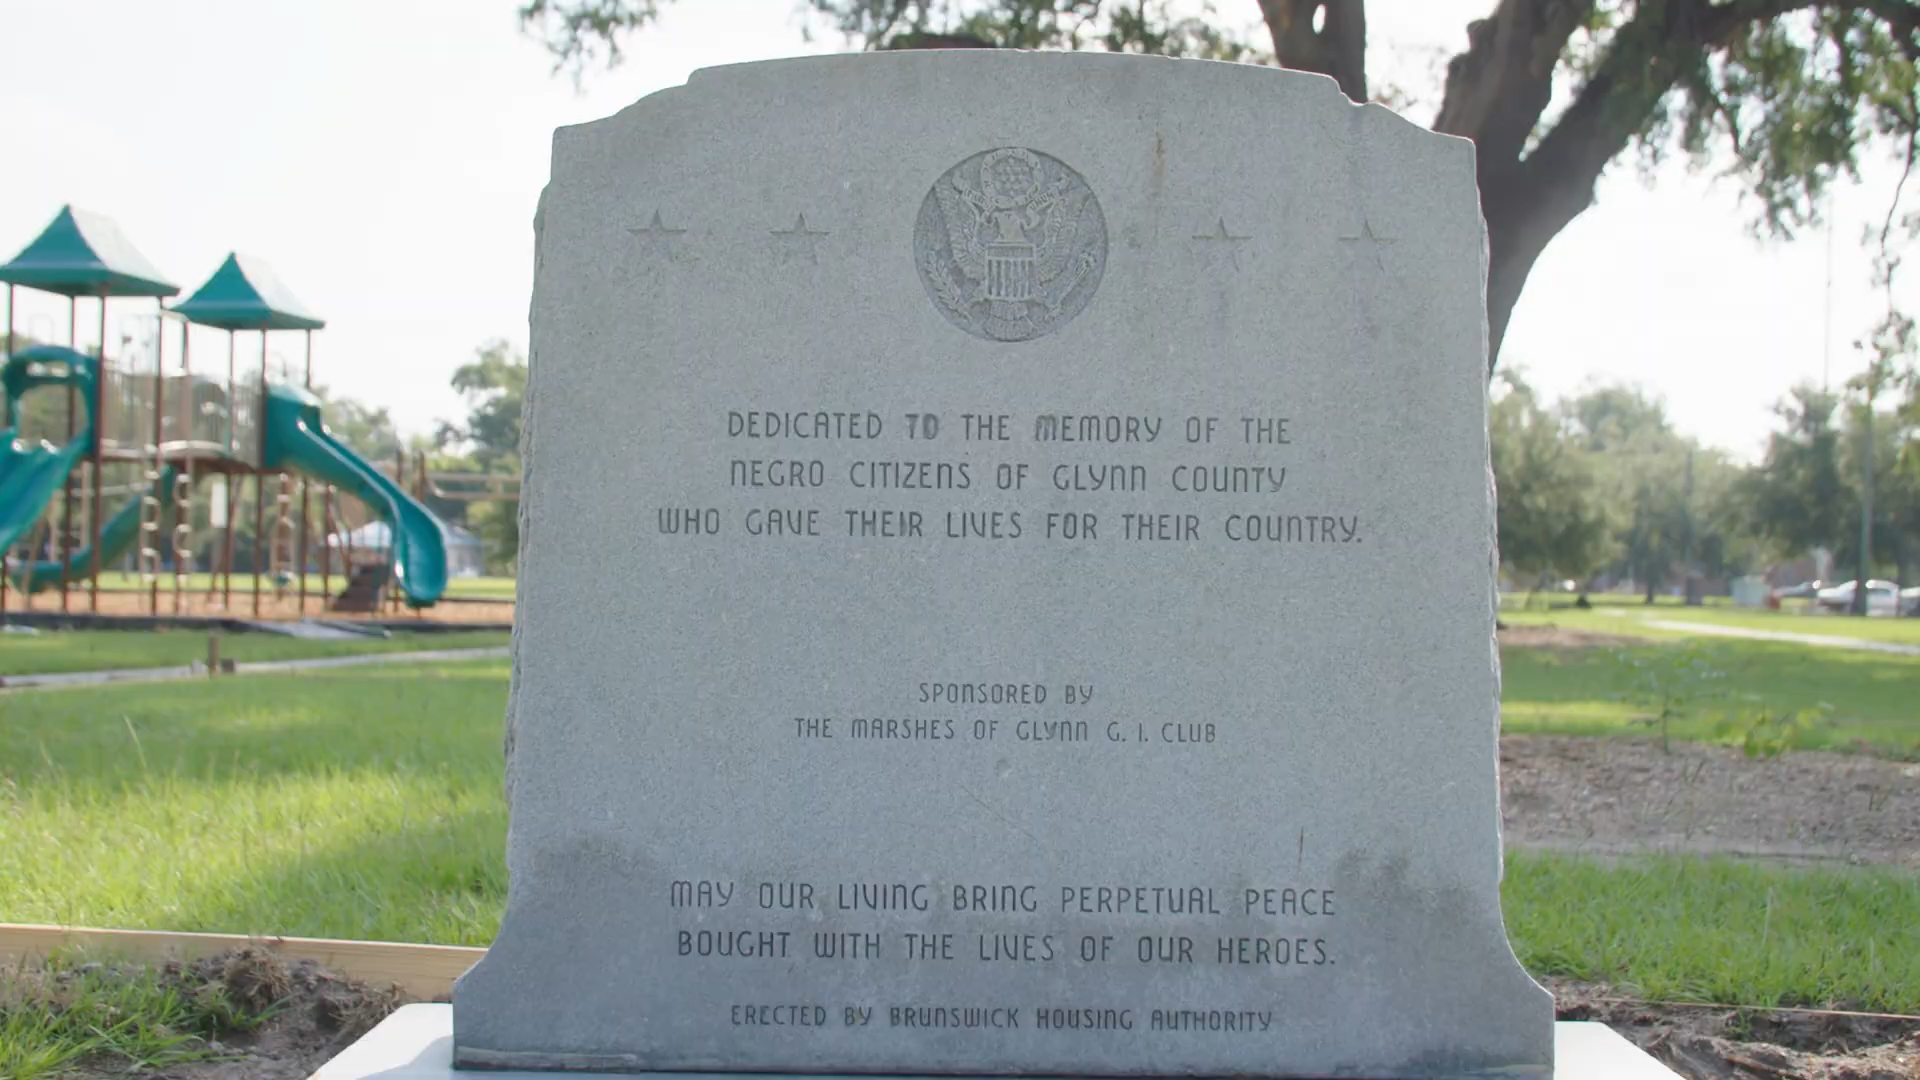 DEDICATED TO THE MEMORY OF THE
NEGRO CITIZENS OF GLYNN COUNTY
WHO GAVE THEIR LIVES FOR THEIR COUNTRY.
SPONSORED BY
THE MARSHES OF GLYNN G. I. CLUB
MAY OUR LIVING BRING PERPETUAL PEACE
BOUGHT WITH THE LIVES OF OUR HEROES.
ERECTED BY BRUNSWICK HOUSING AUTHORITY